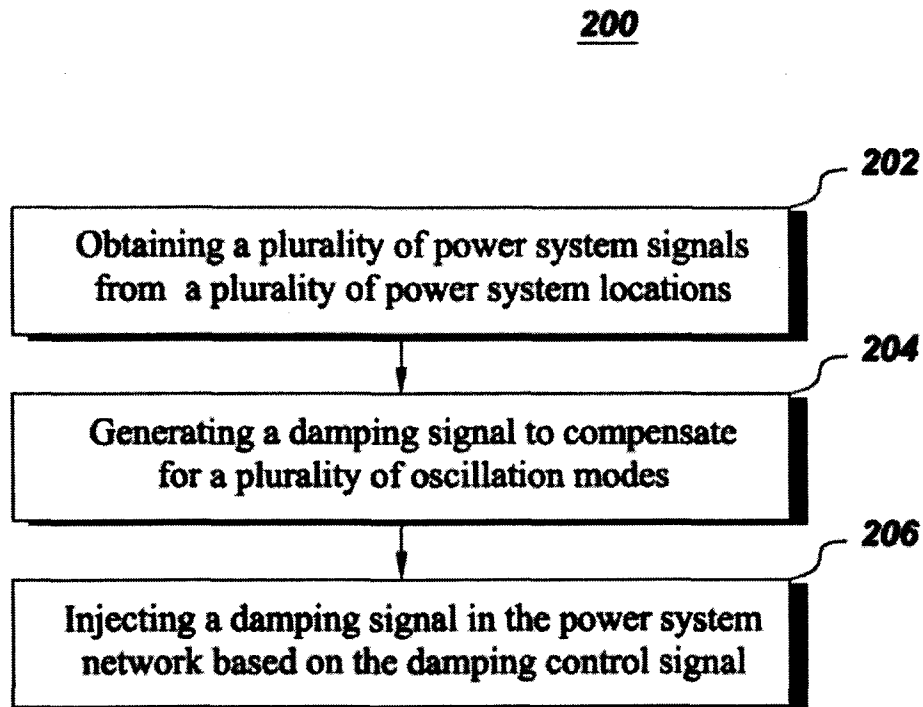 200
202
Obtaining a plurality of power system signals
from a plurality of power system locations
204
Generating a damping signal to compensate
for a plurality of oscillation modes
206
Injecting a damping signal in the power system
network based on the damping control signal